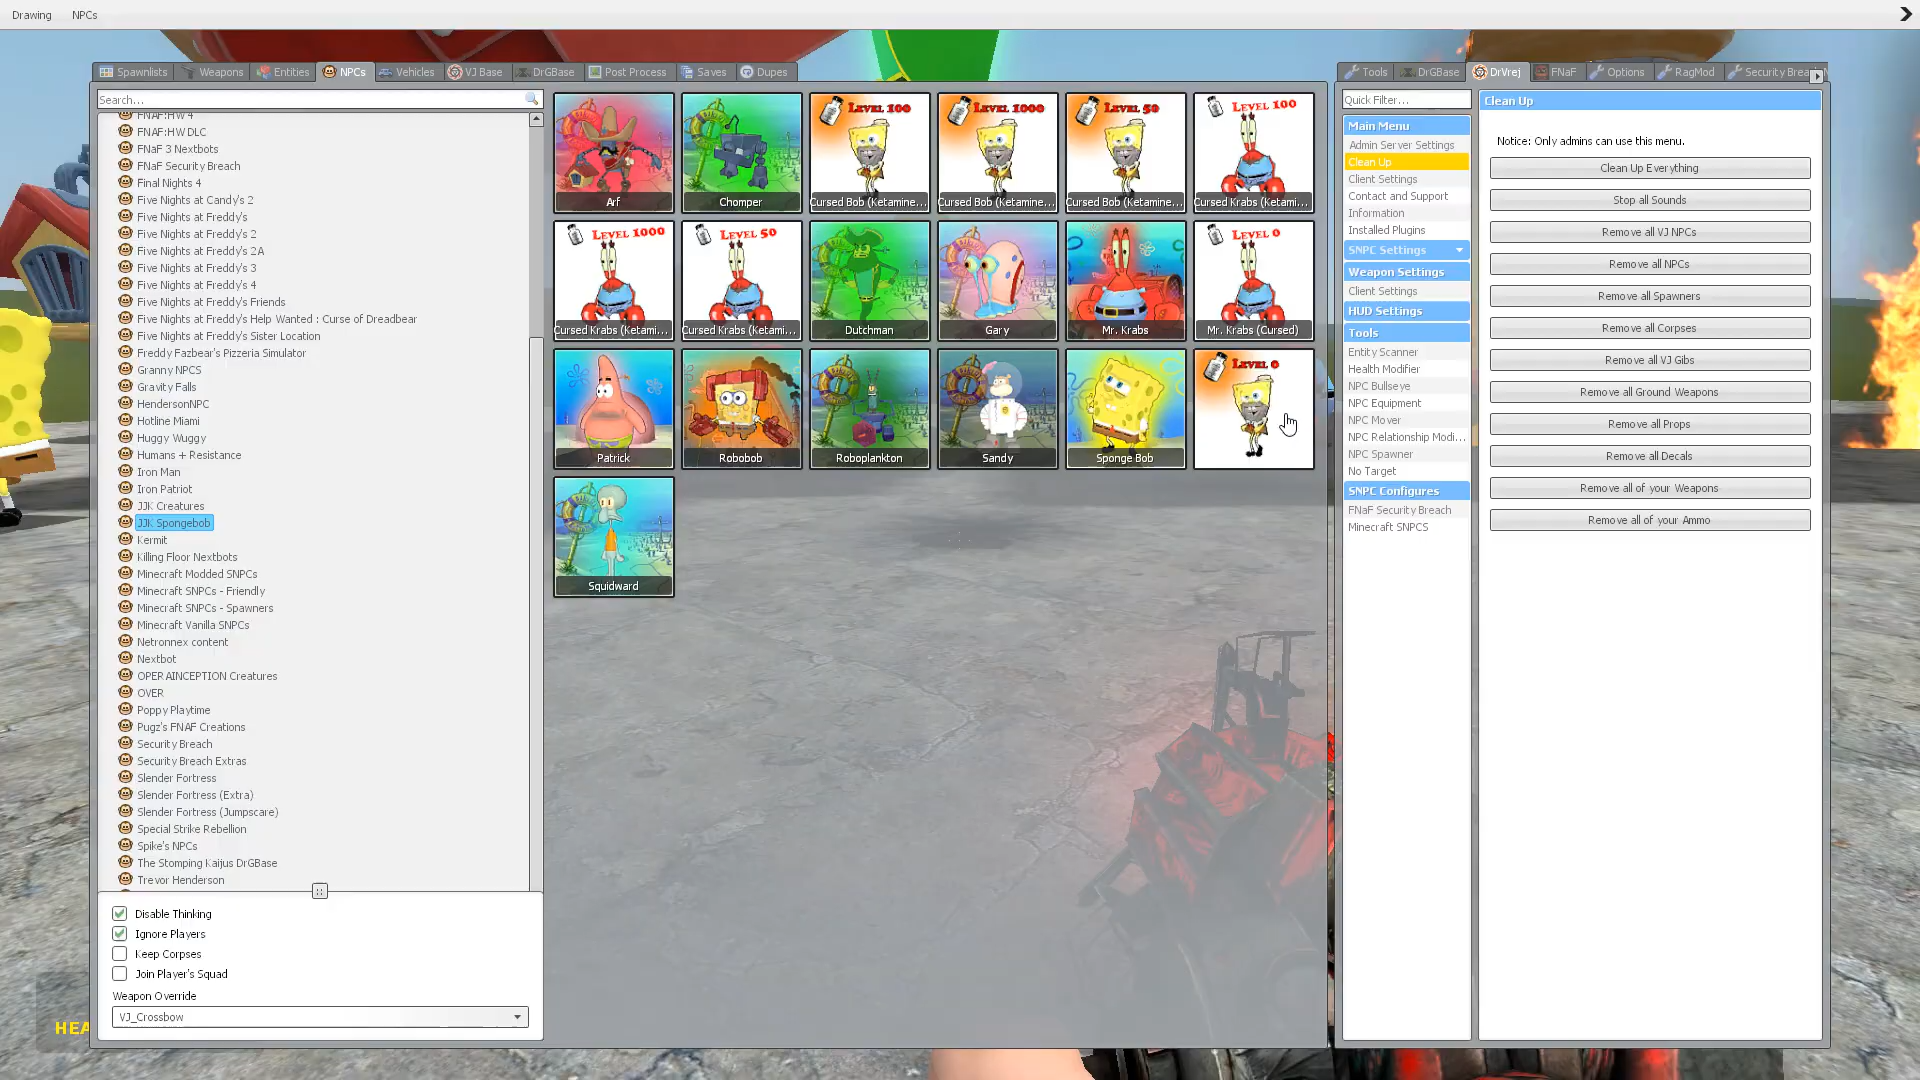 Drawing NPCs
Spawnlists Weapons Entities NPCs Vehicles VJ Base DrGBase Post Process Saves Dupes
Search...
FNAF:HW 4
FNAF:HW DLC
FNaF 3 Nextbots
FNaF Security Breach
Final Nights 4
Five Nights at Candy's 2
Five Nights at Freddy's
Five Nights at Freddy's 2
Five Nights at Freddy's 2A
Five Nights at Freddy's 3
Five Nights at Freddy's 4
Five Nights at Freddy's Friends
Five Nights at Freddy's Help Wanted : Curse of Dreadbear
Five Nights at Freddy's Sister Location
Freddy Fazbear's Pizzeria Simulator
Granny NPCS
Gravity Falls
HendersonNPC
Hotline Miami
Huggy Wuggy
Humans + Resistance
Iron Man
Iron Patriot
JJK Creatures
JJK Spongebob
Kermit
Killing Floor Nextbots
Minecraft Modded SNPCs
Minecraft SNPCs - Friendly
Minecraft SNPCs - Spawners
Minecraft Vanilla SNPCs
Netronnex content
Nextbot
OPERAINCEPTION Creatures
OVER
Poppy Playtime
Pugz's FNAF Creations
Security Breach
Security Breach Extras
Slender Fortress
Slender Fortress (Extra)
Slender Fortress (Jumpscare)
Special Strike Rebellion
Spike's NPCs
The Stomping Kaijus DrGBase
Trevor Henderson
Disable Thinking
Ignore Players
Keep Corpses
Join Player's Squad
Weapon Override
VJ_Crossbow
HEA
LEVEL 100 LEVEL 1000 LEVEL 50 LEVEL 100
Arf Chomper Cursed Bob (Ketamine... Cursed Bob (Ketamine... Cursed Bob (Ketamine... Cursed Krabs (Ketami...
LEVEL 1000 LEVEL 50 LEVEL 0
Cursed Krabs (Ketami... Cursed Krabs (Ketami... Dutchman Gary Mr. Krabs Mr. Krabs (Cursed)
LEVEL 0
Patrick Robobob Roboplankton Sandy Sponge Bob
Squidward
Tools DrGBase DrVrej FNaF Options RagMod Security Brea
Quick Filter...
Main Menu
Admin Server Settings
Clean Up
Client Settings
Contact and Support
Information
Installed Plugins
SNPC Settings
Weapon Settings
Client Settings
HUD Settings
Tools
Entity Scanner
Health Modifier
NPC Bullseye
NPC Equipment
NPC Mover
NPC Relationship Modi...
NPC Spawner
No Target
SNPC Configures
FNaF Security Breach
Minecraft SNPCS
Clean Up
Notice: Only admins can use this menu.
Clean Up Everything
Stop all Sounds
Remove all VJ NPCs
Remove all NPCs
Remove all Spawners
Remove all Corpses
Remove all VJ Gibs
Remove all Ground Weapons
Remove all Props
Remove all Decals
Remove all of your Weapons
Remove all of your Ammo